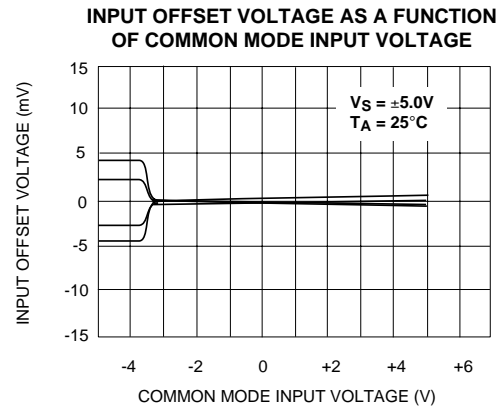 INPUT OFFSET VOLTAGE AS A FUNCTION
OF COMMON MODE INPUT VOLTAGE
INPUT OFFSET VOLTAGE (mV)
15
10
5
0
-5
-10
-15
VS = ±5.0V
TA = 25°C
-4 -2 0 +2 +4 +6
COMMON MODE INPUT VOLTAGE (V)